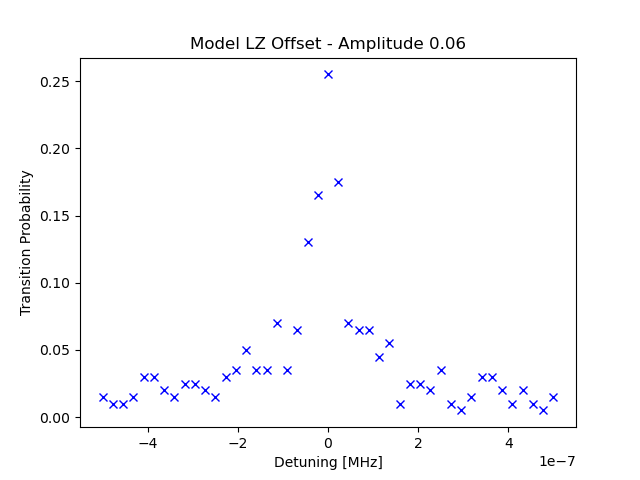 Model LZ Offset - Amplitude 0.06
0.25
0.20
0.15
0.10
0.05
0.00
Transition Probability
−4 −2 0 2 4
1e−7
Detuning [MHz]